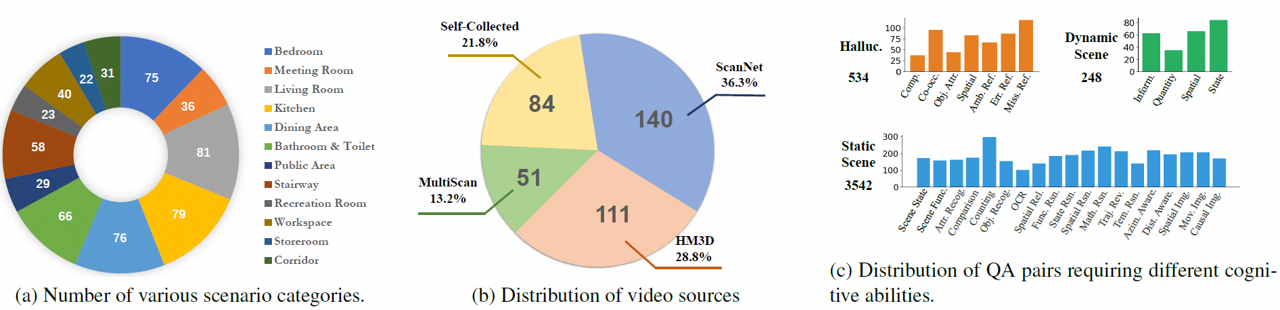 75
36
81
79
76
66
29
58
23
40
22
31
Bedroom
Meeting Room
Living Room
Kitchen
Dining Area
Bathroom & Toilet
Public Area
Stairway
Recreation Room
Workspace
Storeroom
Corridor
(a) Number of various scenario categories.
Self-Collected
21.8%
ScanNet
36.3%
84
140
MultiScan
13.2%
51
111
HM3D
28.8%
(b) Distribution of video sources
Halluc.
534
100
75
50
25
0
Comp.
Co-occ.
Obj. Attr.
Spatial
Amb. Ref.
Err. Ref.
Miss. Ref.
Dynamic
Scene
248
80
60
40
20
0
Inform.
Quantity
Spatial
State
Static
Scene
3542
300
200
100
0
Scene State
Scene Func.
Attr. Recog.
Comparison
Counting
Obj. Recog.
OCR
Spatial Rel.
Func. Rsn.
State Rsn.
Spatial Rsn.
Math. Rsn.
Traj. Rev.
Tem. Rsn.
Azim. Aware.
Dist. Aware.
Spatial Img.
Mov. Img.
Causal Img.
(c) Distribution of QA pairs requiring different cogni-
tive abilities.